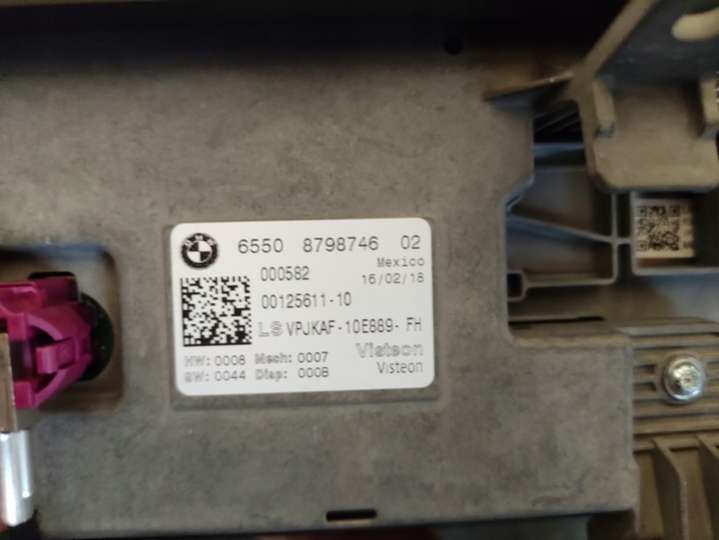 BMW
6550 8798746 02
Mexico
000582 16/02/18
00125611-10
LS VPJKAF-10E889-FH
HW:0008 Mech:0007 Visteon
SW:0044 Disp:000B Visteon